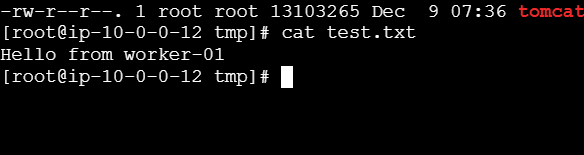 -rw-r--r--. 1 root root 13103265 Dec  9 07:36 tomcat
[root@ip-10-0-0-12 tmp]# cat test.txt
Hello from worker-01
[root@ip-10-0-0-12 tmp]#